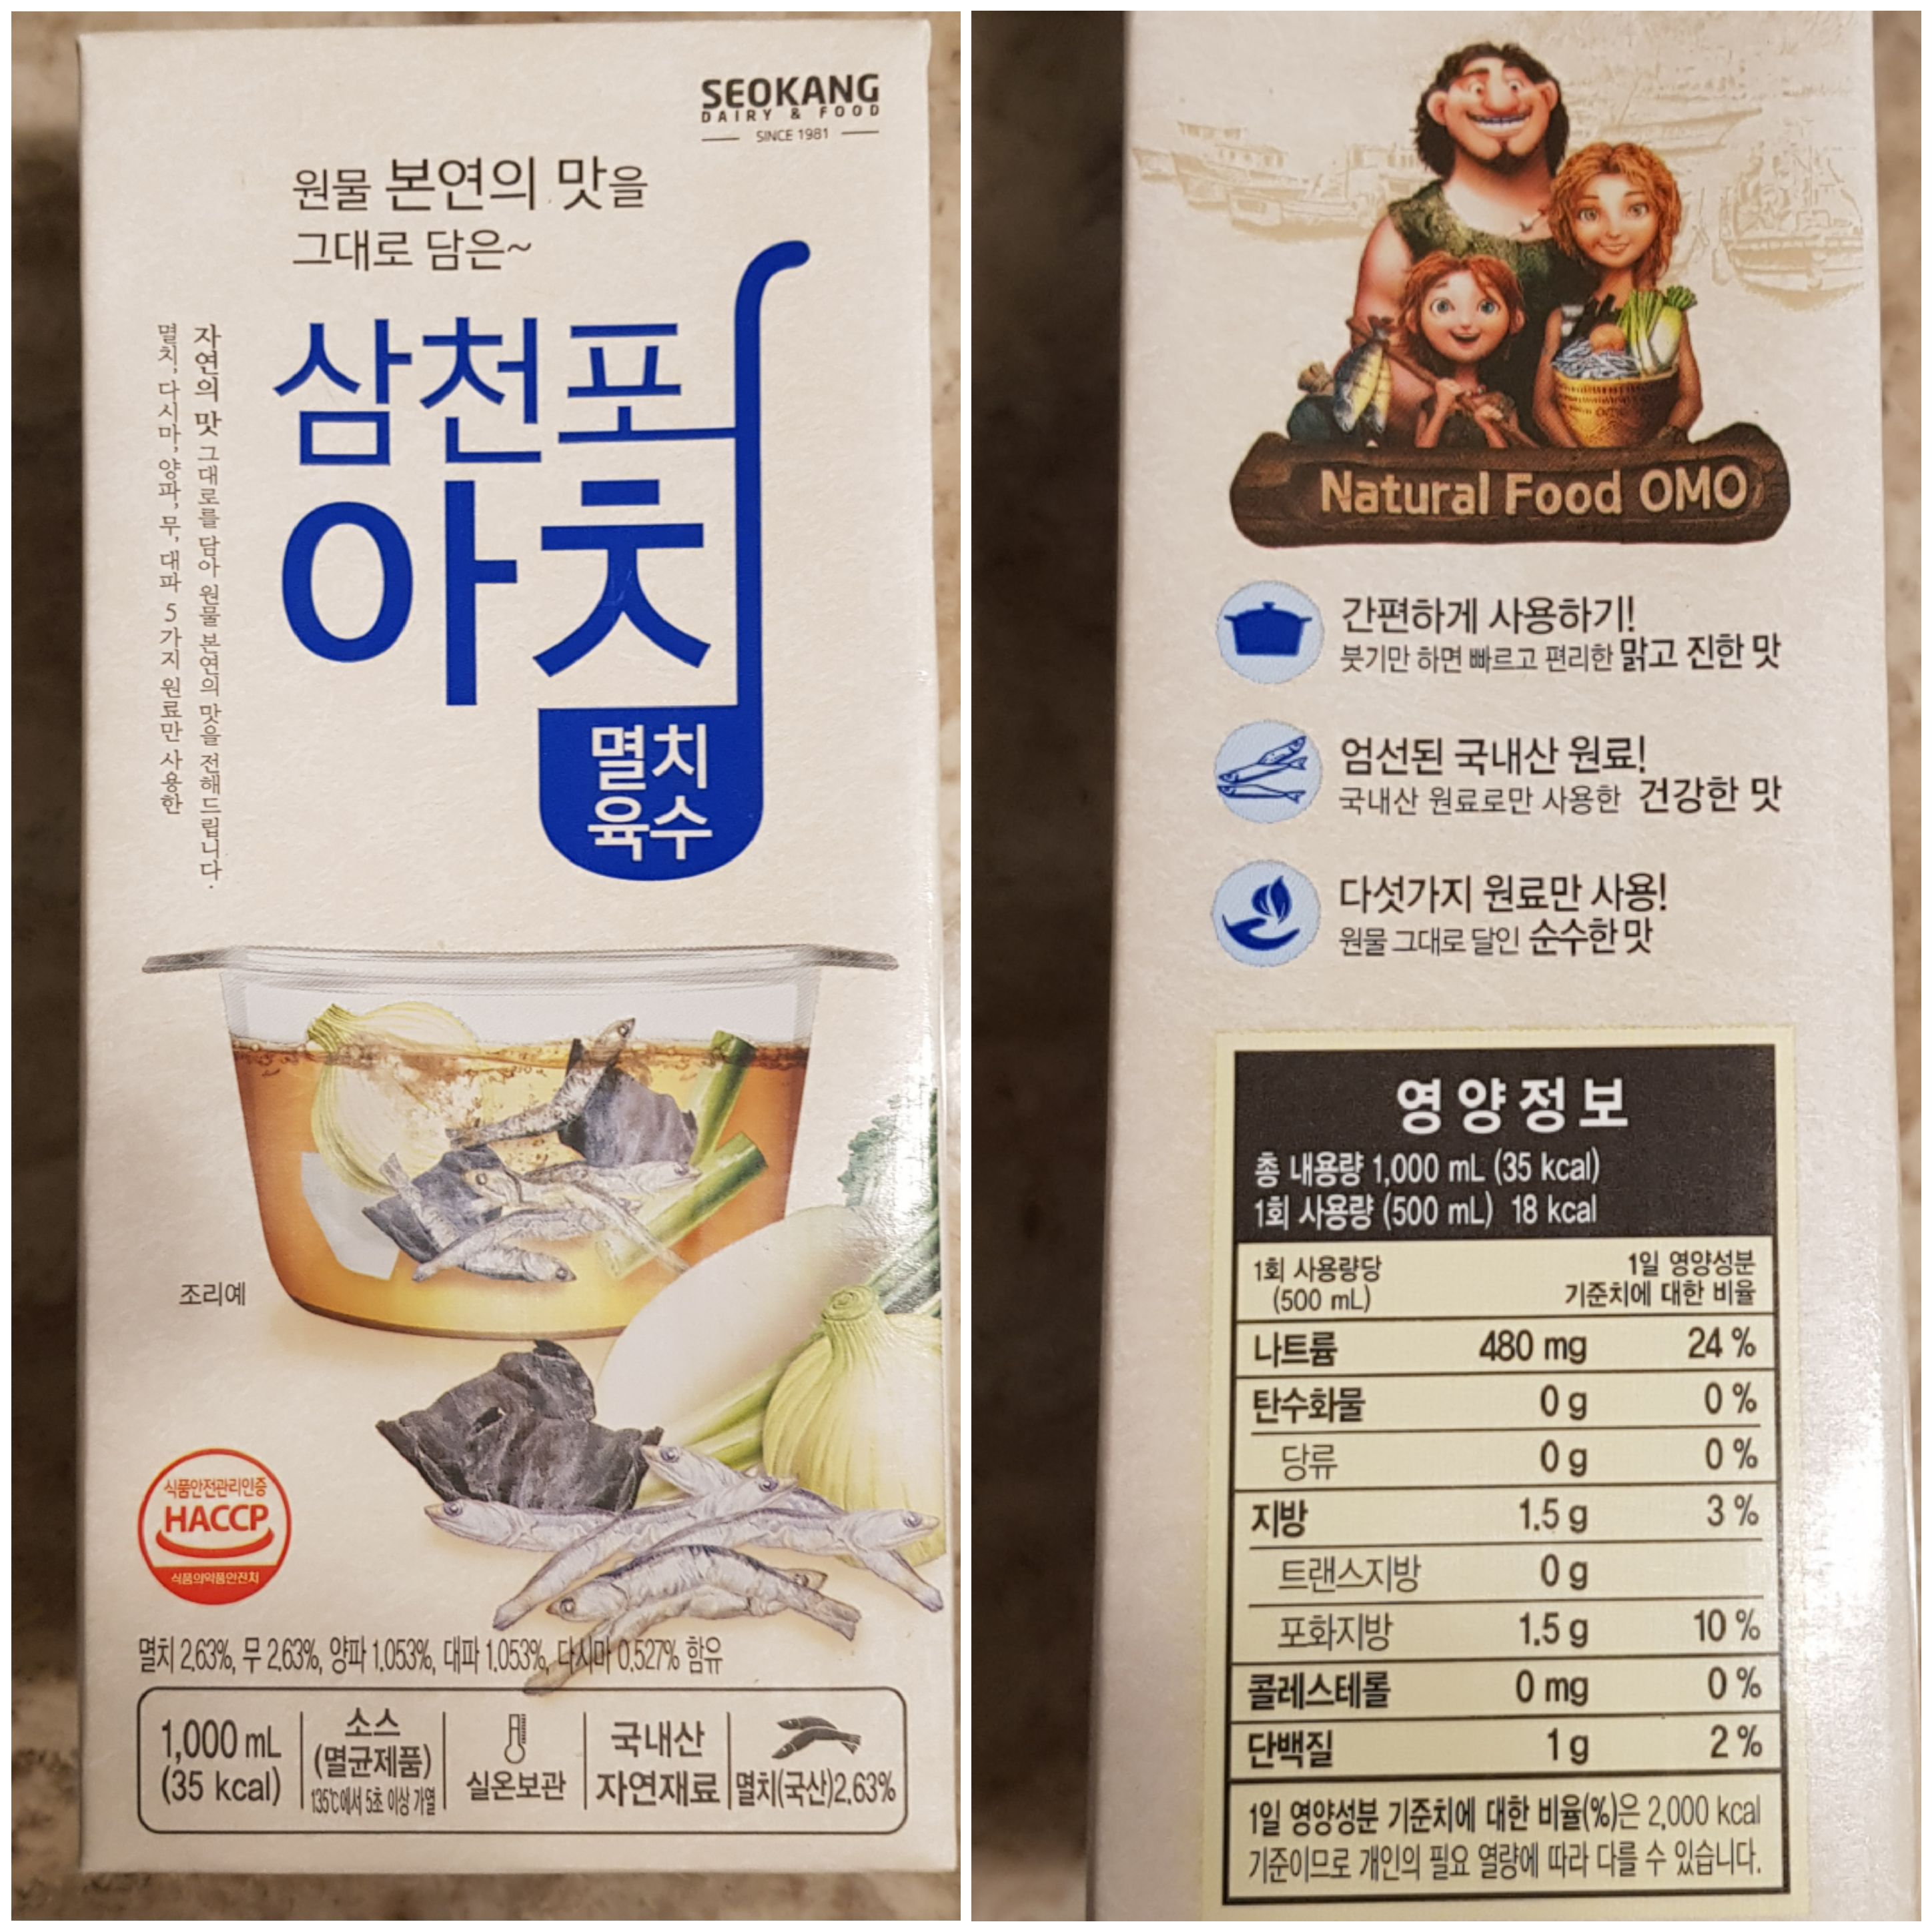 SEOKANG
DAIRY & FOOD
SINCE 1981
원물 본연의 맛을
그대로 담은~
자연의 맛 그대로를 담아 원물 본연의 맛을 전해드립니다.
멸치, 다시마, 양파, 무, 대파 5가지 원료만 사용한
삼천포
아치
멸치
육수
조리예
식품안전관리인증
HACCP
식품의약품안전처
멸치 2.63%, 무 2.63%, 양파 1.053%, 대파 1.053%, 다시마 0.527% 함유
1,000 mL
(35 kcal)
소스
(멸균제품)
135℃에서 5초 이상 가열
실온보관
국내산
자연재료
멸치(국산)2.63%
Natural Food OMO
간편하게 사용하기!
붓기만 하면 빠르고 편리한 맑고 진한 맛
엄선된 국내산 원료!
국내산 원료로만 사용한 건강한 맛
다섯가지 원료만 사용!
원물 그대로 달인 순수한 맛
영양정보
총 내용량 1,000 mL (35 kcal)
1회 사용량 (500 mL) 18 kcal
1회 사용량당
(500 mL)
1일 영양성분
기준치에 대한 비율
나트륨 480 mg 24 %
탄수화물 0 g 0 %
당류 0 g 0 %
지방 1.5 g 3 %
트랜스지방 0 g
포화지방 1.5 g 10 %
콜레스테롤 0 mg 0 %
단백질 1 g 2 %
1일 영양성분 기준치에 대한 비율(%)은 2,000 kcal
기준이므로 개인의 필요 열량에 따라 다를 수 있습니다.